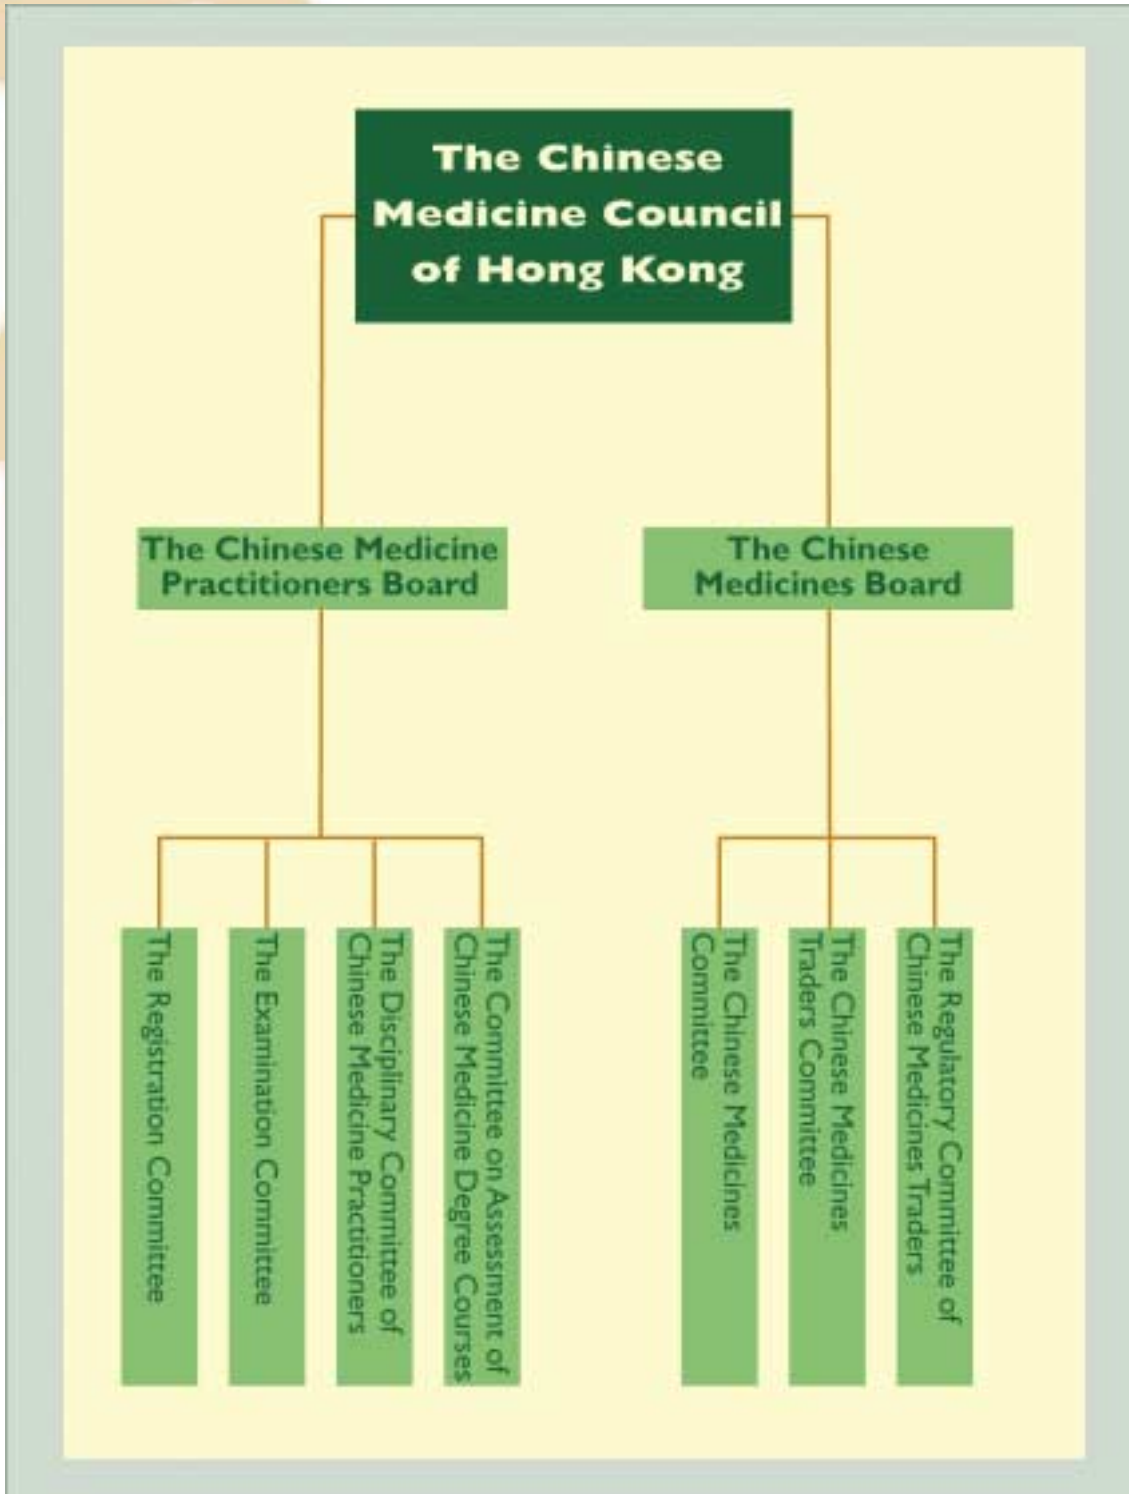 The Chinese
Medicine Council
of Hong Kong
The Chinese Medicine
Practitioners Board
The Chinese
Medicines Board
The Registration Committee
The Examination Committee
The Disciplinary Committee of
Chinese Medicine Practitioners
The Committee on Assessment of
Chinese Medicine Degree Courses
The Chinese Medicines
Committee
The Chinese Medicines
Traders Committee
The Regulatory Committee of
Chinese Medicines Traders